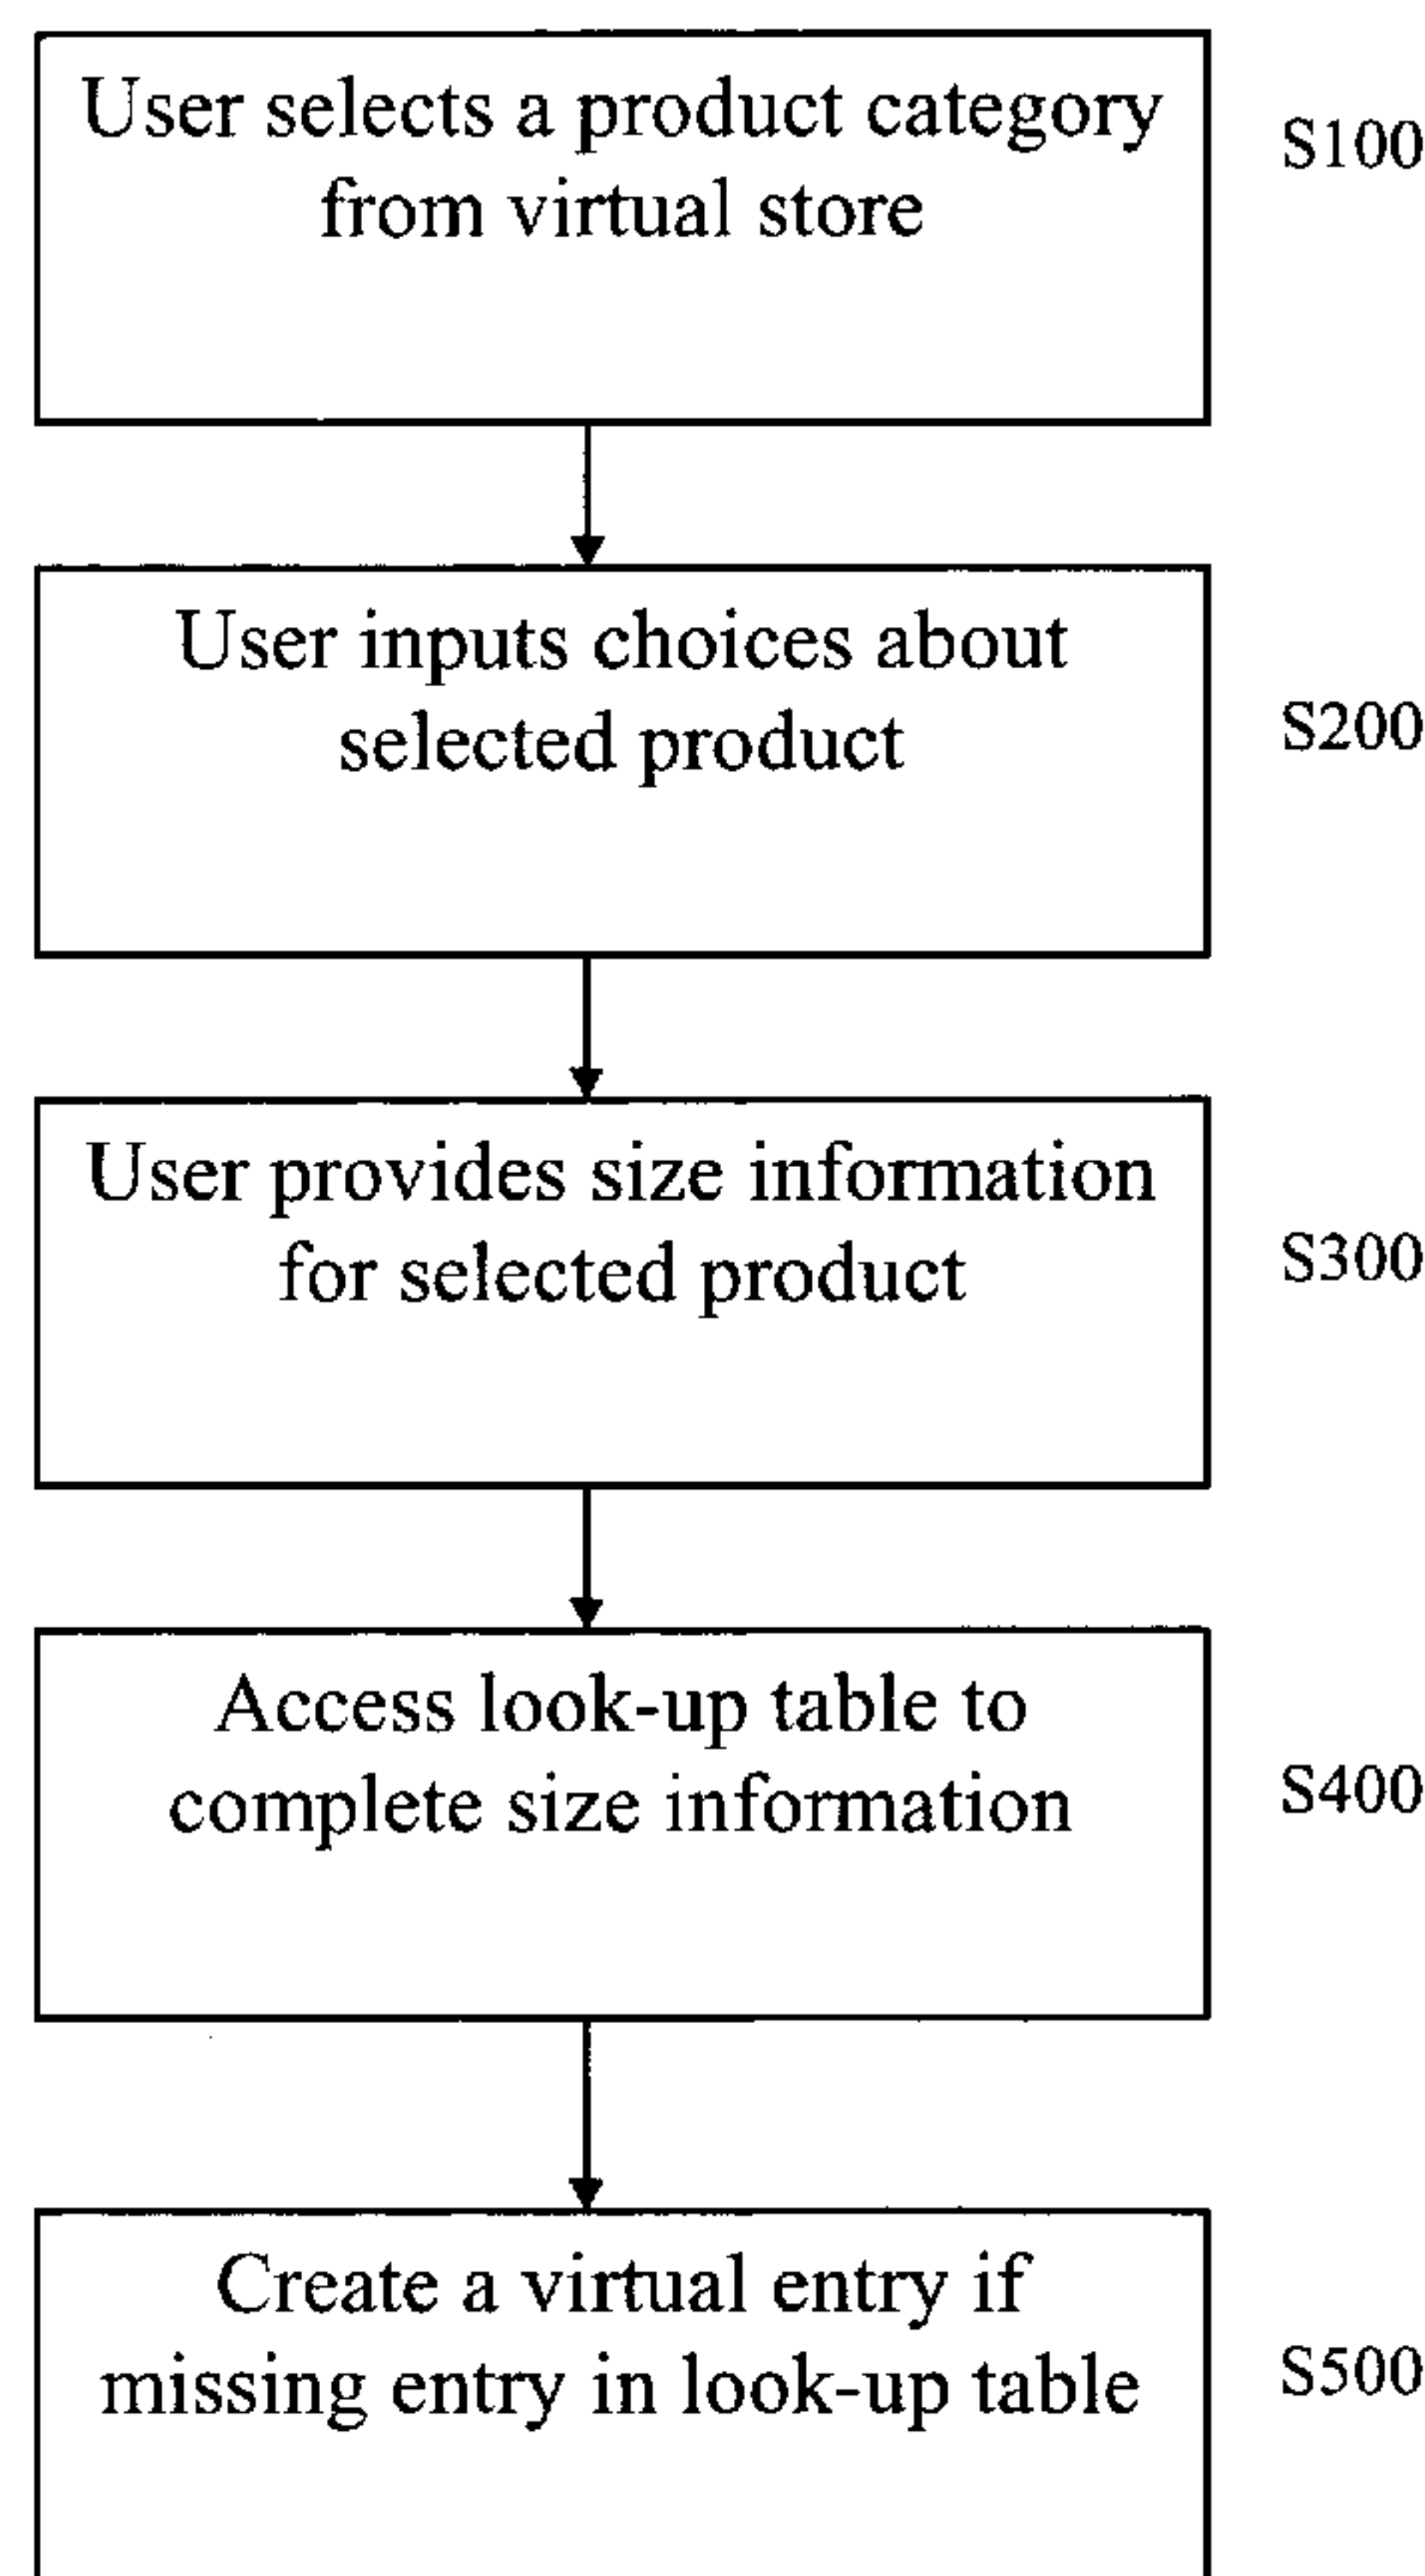 User selects a product category
from virtual store
S100
User inputs choices about
selected product
S200
User provides size information
for selected product
S300
Access look-up table to
complete size information
S400
Create a virtual entry if
missing entry in look-up table
S500